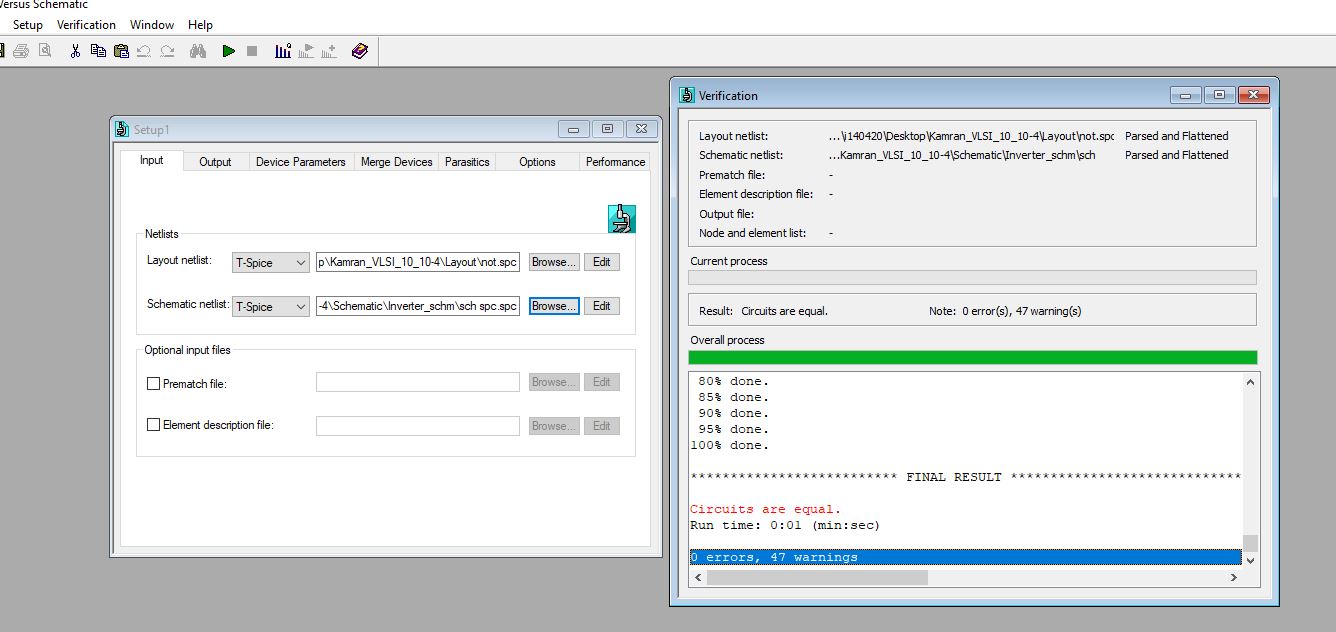 Versus Schematic
Setup Verification Window Help
Setup1
Input Output Device Parameters Merge Devices Parasitics Options Performance
Netlists
Layout netlist: T-Spice p\Kamran_VLSI_10_10-4\Layout\not.spc Browse... Edit
Schematic netlist: T-Spice -4\Schematic\Inverter_schm\sch spc.spc Browse... Edit
Optional input files
Prematch file: Browse... Edit
Element description file: Browse... Edit
Verification
Layout netlist: ...\i140420\Desktop\Kamran_VLSI_10_10-4\Layout\not.spc Parsed and Flattened
Schematic netlist: ...Kamran_VLSI_10_10-4\Schematic\Inverter_schm\sch Parsed and Flattened
Prematch file: -
Element description file: -
Output file:
Node and element list: -
Current process
Result: Circuits are equal. Note: 0 error(s), 47 warning(s)
Overall process
80% done.
85% done.
90% done.
95% done.
100% done.
************************** FINAL RESULT *****************************
Circuits are equal.
Run time: 0:01 (min:sec)
0 errors, 47 warnings